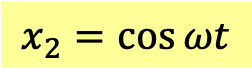 x₂ = cos ωt